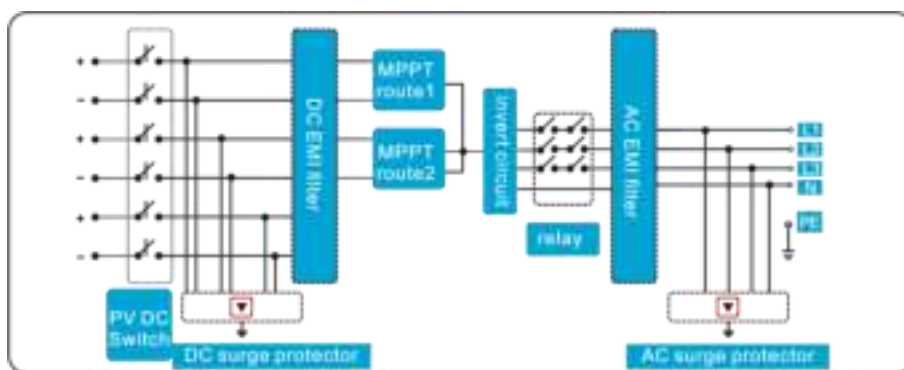 +
MPPT
route1
-
DC EMI filter
invert circuit
AC EMI filter
L1
+
MPPT
route2
L2
L3
-
N
+
PE
relay
-
PV DC
Switch
DC surge protector
AC surge protector